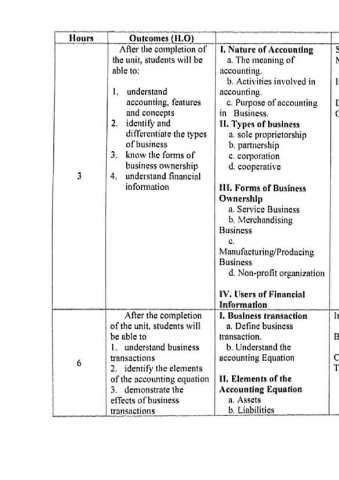 Hours
Outcomes (ILO)
After the completion of
the unit, students will be
able to:
1. understand
accounting, features
and concepts
2. identify and
differentiate the types
of business
3. know the forms of
business ownership
4. understand financial
information
3
I. Nature of Accounting
a. The meaning of
accounting.
b. Activities involved in
accounting.
c. Purpose of accounting
in Business.
II. Types of business
a. sole proprietorship
b. partnership
c. corporation
d. cooperative
III. Forms of Business
Ownership
a. Service Business
b. Merchandising
Business
c.
Manufacturing/Producing
Business
d. Non-profit organization
IV. Users of Financial
Information
After the completion
of the unit, students will
be able to
1. understand business
transactions
2. identify the elements
of the accounting equation
3. demonstrate the
effects of business
transactions
6
I. Business transaction
a. Define business
transaction.
b. Understand the
accounting Equation
II. Elements of the
Accounting Equation
a. Assets
b. Liabilities